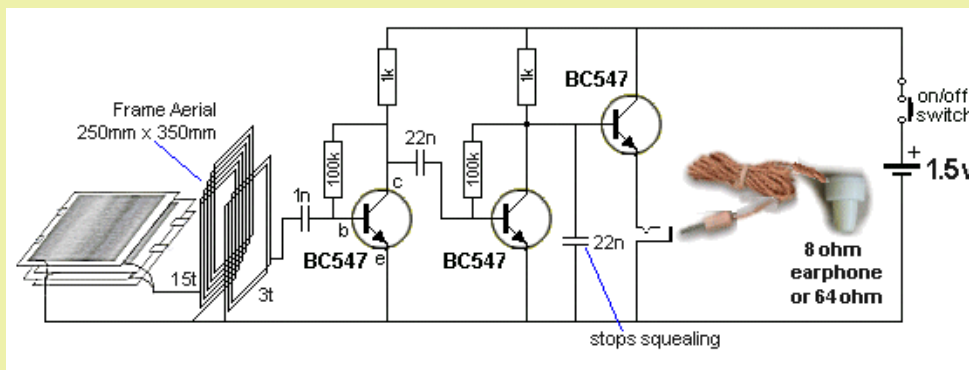 1k
1k
BC547
on/off
switch
Frame Aerial
250mm x 350mm
100k
22n
100k
+
1.5v
1n
c
b
e
BC547
BC547
22n
8 ohm
earphone
or 64 ohm
15t
3t
stops squealing